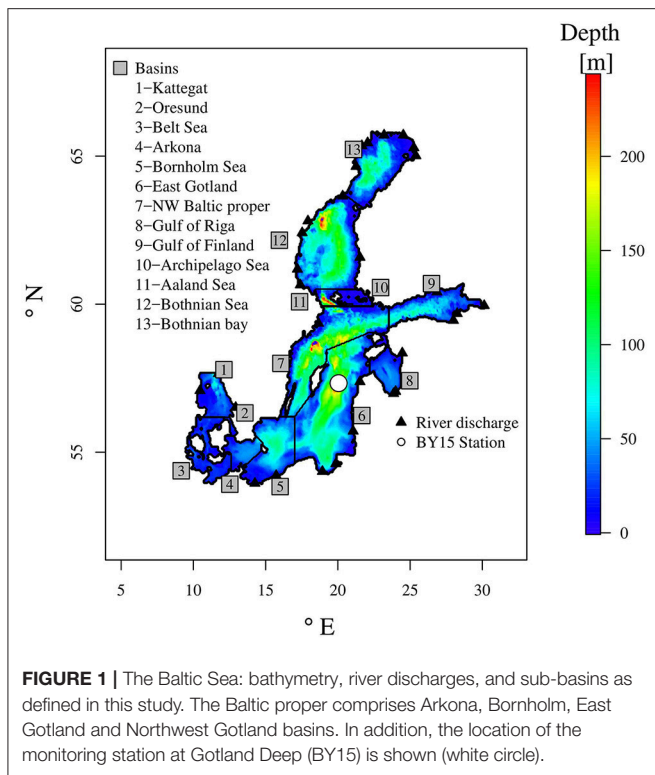 Depth
[m]
Basins
1−Kattegat
2−Oresund
3−Belt Sea
4−Arkona
5−Bornholm Sea
6−East Gotland
7−NW Baltic proper
8−Gulf of Riga
9−Gulf of Finland
10−Archipelago Sea
11−Aaland Sea
12−Bothnian Sea
13−Bothnian bay
13
12
11
10
9
8
7
6
5
4
3
2
1
River discharge
BY15 Station
65
60
55
° N
5 10 15 20 25 30
° E
200
150
100
50
0
FIGURE 1 | The Baltic Sea: bathymetry, river discharges, and sub-basins as
defined in this study. The Baltic proper comprises Arkona, Bornholm, East
Gotland and Northwest Gotland basins. In addition, the location of the
monitoring station at Gotland Deep (BY15) is shown (white circle).